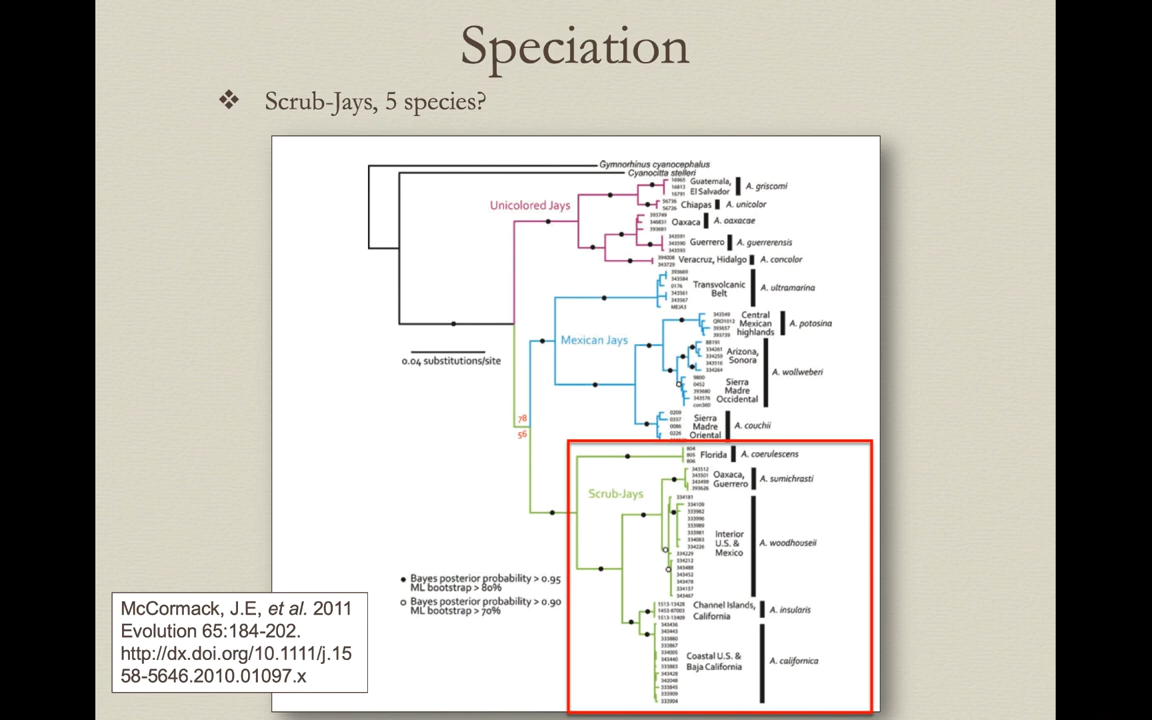 Speciation
❖ Scrub-Jays, 5 species?
Gymnorhinus cyanocephalus
Cyanocitta stelleri
Unicolored Jays
Guatemala,
El Salvador
A. griscomi
Chiapas
A. unicolor
Oaxaca
A. oaxacae
Guerrero
A. guerrerensis
Veracruz, Hidalgo
A. concolor
Mexican Jays
Transvolcanic
Belt
A. ultramarina
Central
Mexican
highlands
A. potosina
Arizona,
Sonora
Sierra
Madre
Occidental
A. wollweberi
Sierra
Madre
Oriental
A. couchii
0.04 substitutions/site
78
56
Scrub-Jays
Florida
A. coerulescens
Oaxaca,
Guerrero
A. sumichrasti
Interior
U.S. &
Mexico
A. woodhouseii
Channel Islands,
California
A. insularis
Coastal U.S. &
Baja California
A. californica
Bayes posterior probability > 0.95
ML bootstrap > 80%
Bayes posterior probability > 0.90
ML bootstrap > 70%
McCormack, J.E, et al. 2011
Evolution 65:184-202.
http://dx.doi.org/10.1111/j.15
58-5646.2010.01097.x